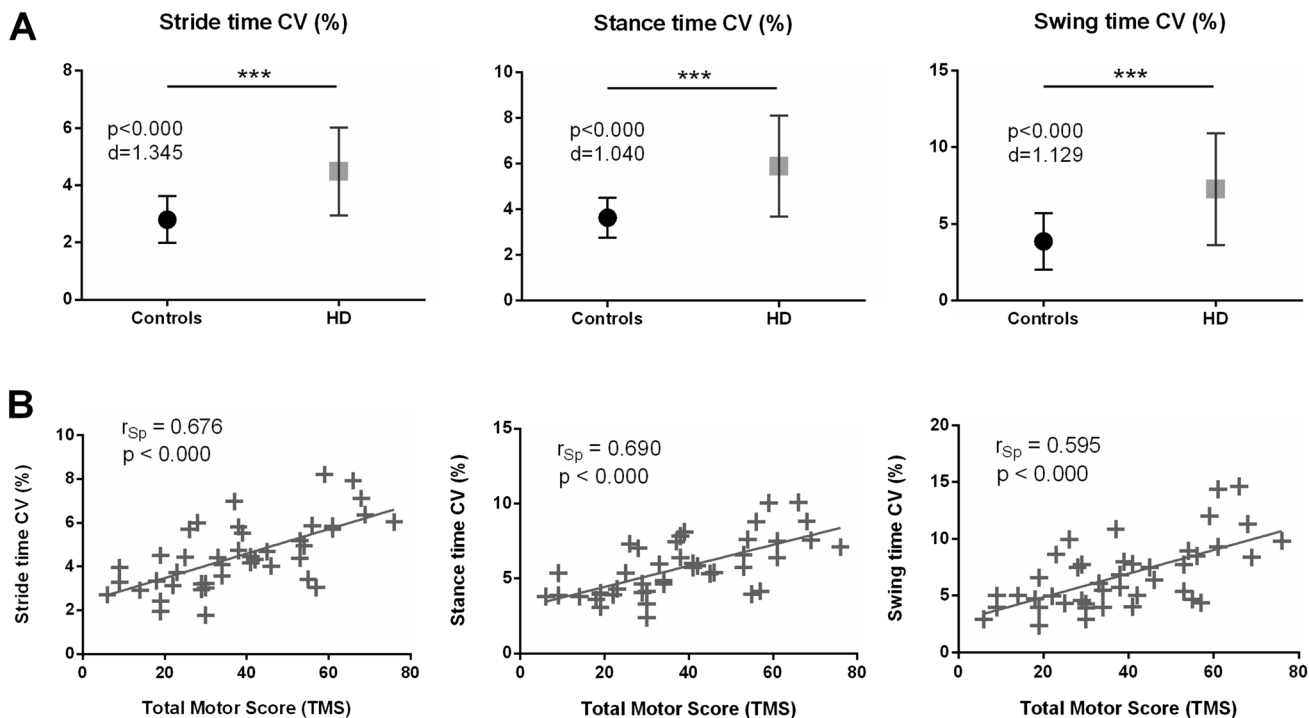 A
Stride time CV (%)
8
6
4
2
0
***
p<0.000
d=1.345
Controls
HD
Stance time CV (%)
10
8
6
4
2
0
***
p<0.000
d=1.040
Controls
HD
Swing time CV (%)
15
10
5
0
***
p<0.000
d=1.129
Controls
HD
B
Stride time CV (%)
10
8
6
4
2
0
rSp = 0.676
p < 0.000
0 20 40 60 80
Total Motor Score (TMS)
Stance time CV (%)
15
10
5
0
rSp = 0.690
p < 0.000
0 20 40 60 80
Total Motor Score (TMS)
Swing time CV (%)
20
15
10
5
0
rSp = 0.595
p < 0.000
0 20 40 60 80
Total Motor Score (TMS)